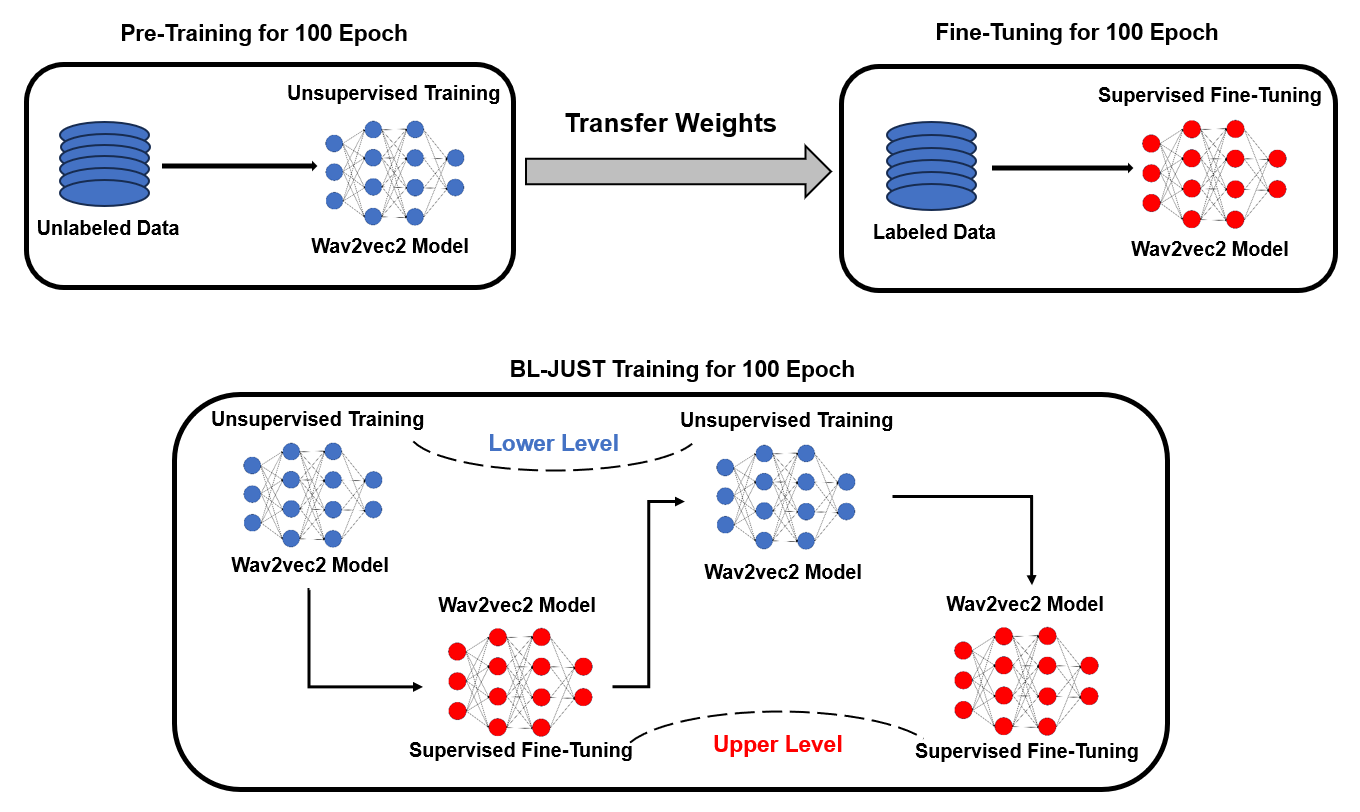 Pre-Training for 100 Epoch
Unsupervised Training
Unlabeled Data
Wav2vec2 Model
Transfer Weights
Fine-Tuning for 100 Epoch
Supervised Fine-Tuning
Labeled Data
Wav2vec2 Model
BL-JUST Training for 100 Epoch
Unsupervised Training
Lower Level
Unsupervised Training
Wav2vec2 Model
Wav2vec2 Model
Wav2vec2 Model
Wav2vec2 Model
Supervised Fine-Tuning
Upper Level
Supervised Fine-Tuning